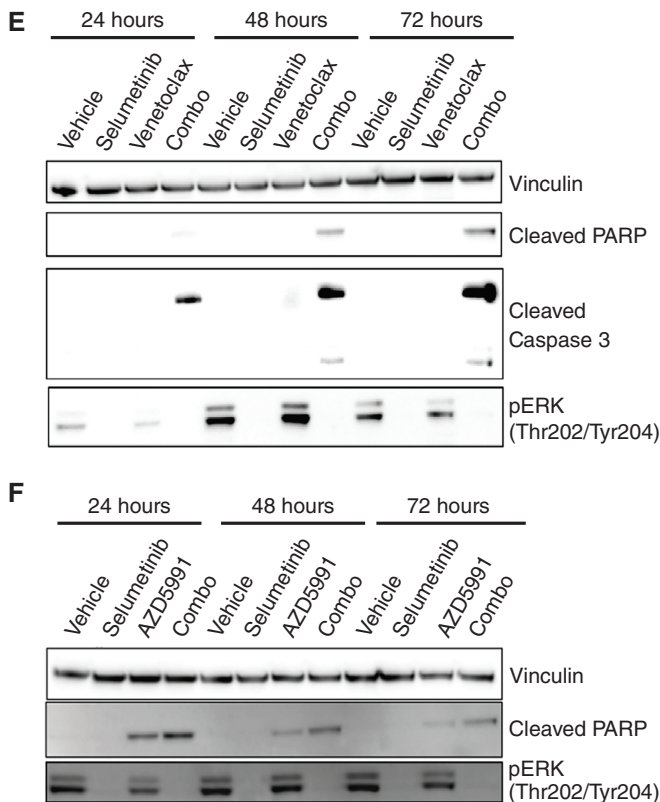 E
24 hours 48 hours 72 hours
Vehicle Selumetinib Venetoclax Combo Vehicle Selumetinib Venetoclax Combo Vehicle Selumetinib Venetoclax Combo
Vinculin
Cleaved PARP
Cleaved
Caspase 3
pERK
(Thr202/Tyr204)
F
24 hours 48 hours 72 hours
Vehicle Selumetinib AZD5991 Combo Vehicle Selumetinib AZD5991 Combo Vehicle Selumetinib AZD5991 Combo
Vinculin
Cleaved PARP
pERK
(Thr202/Tyr204)